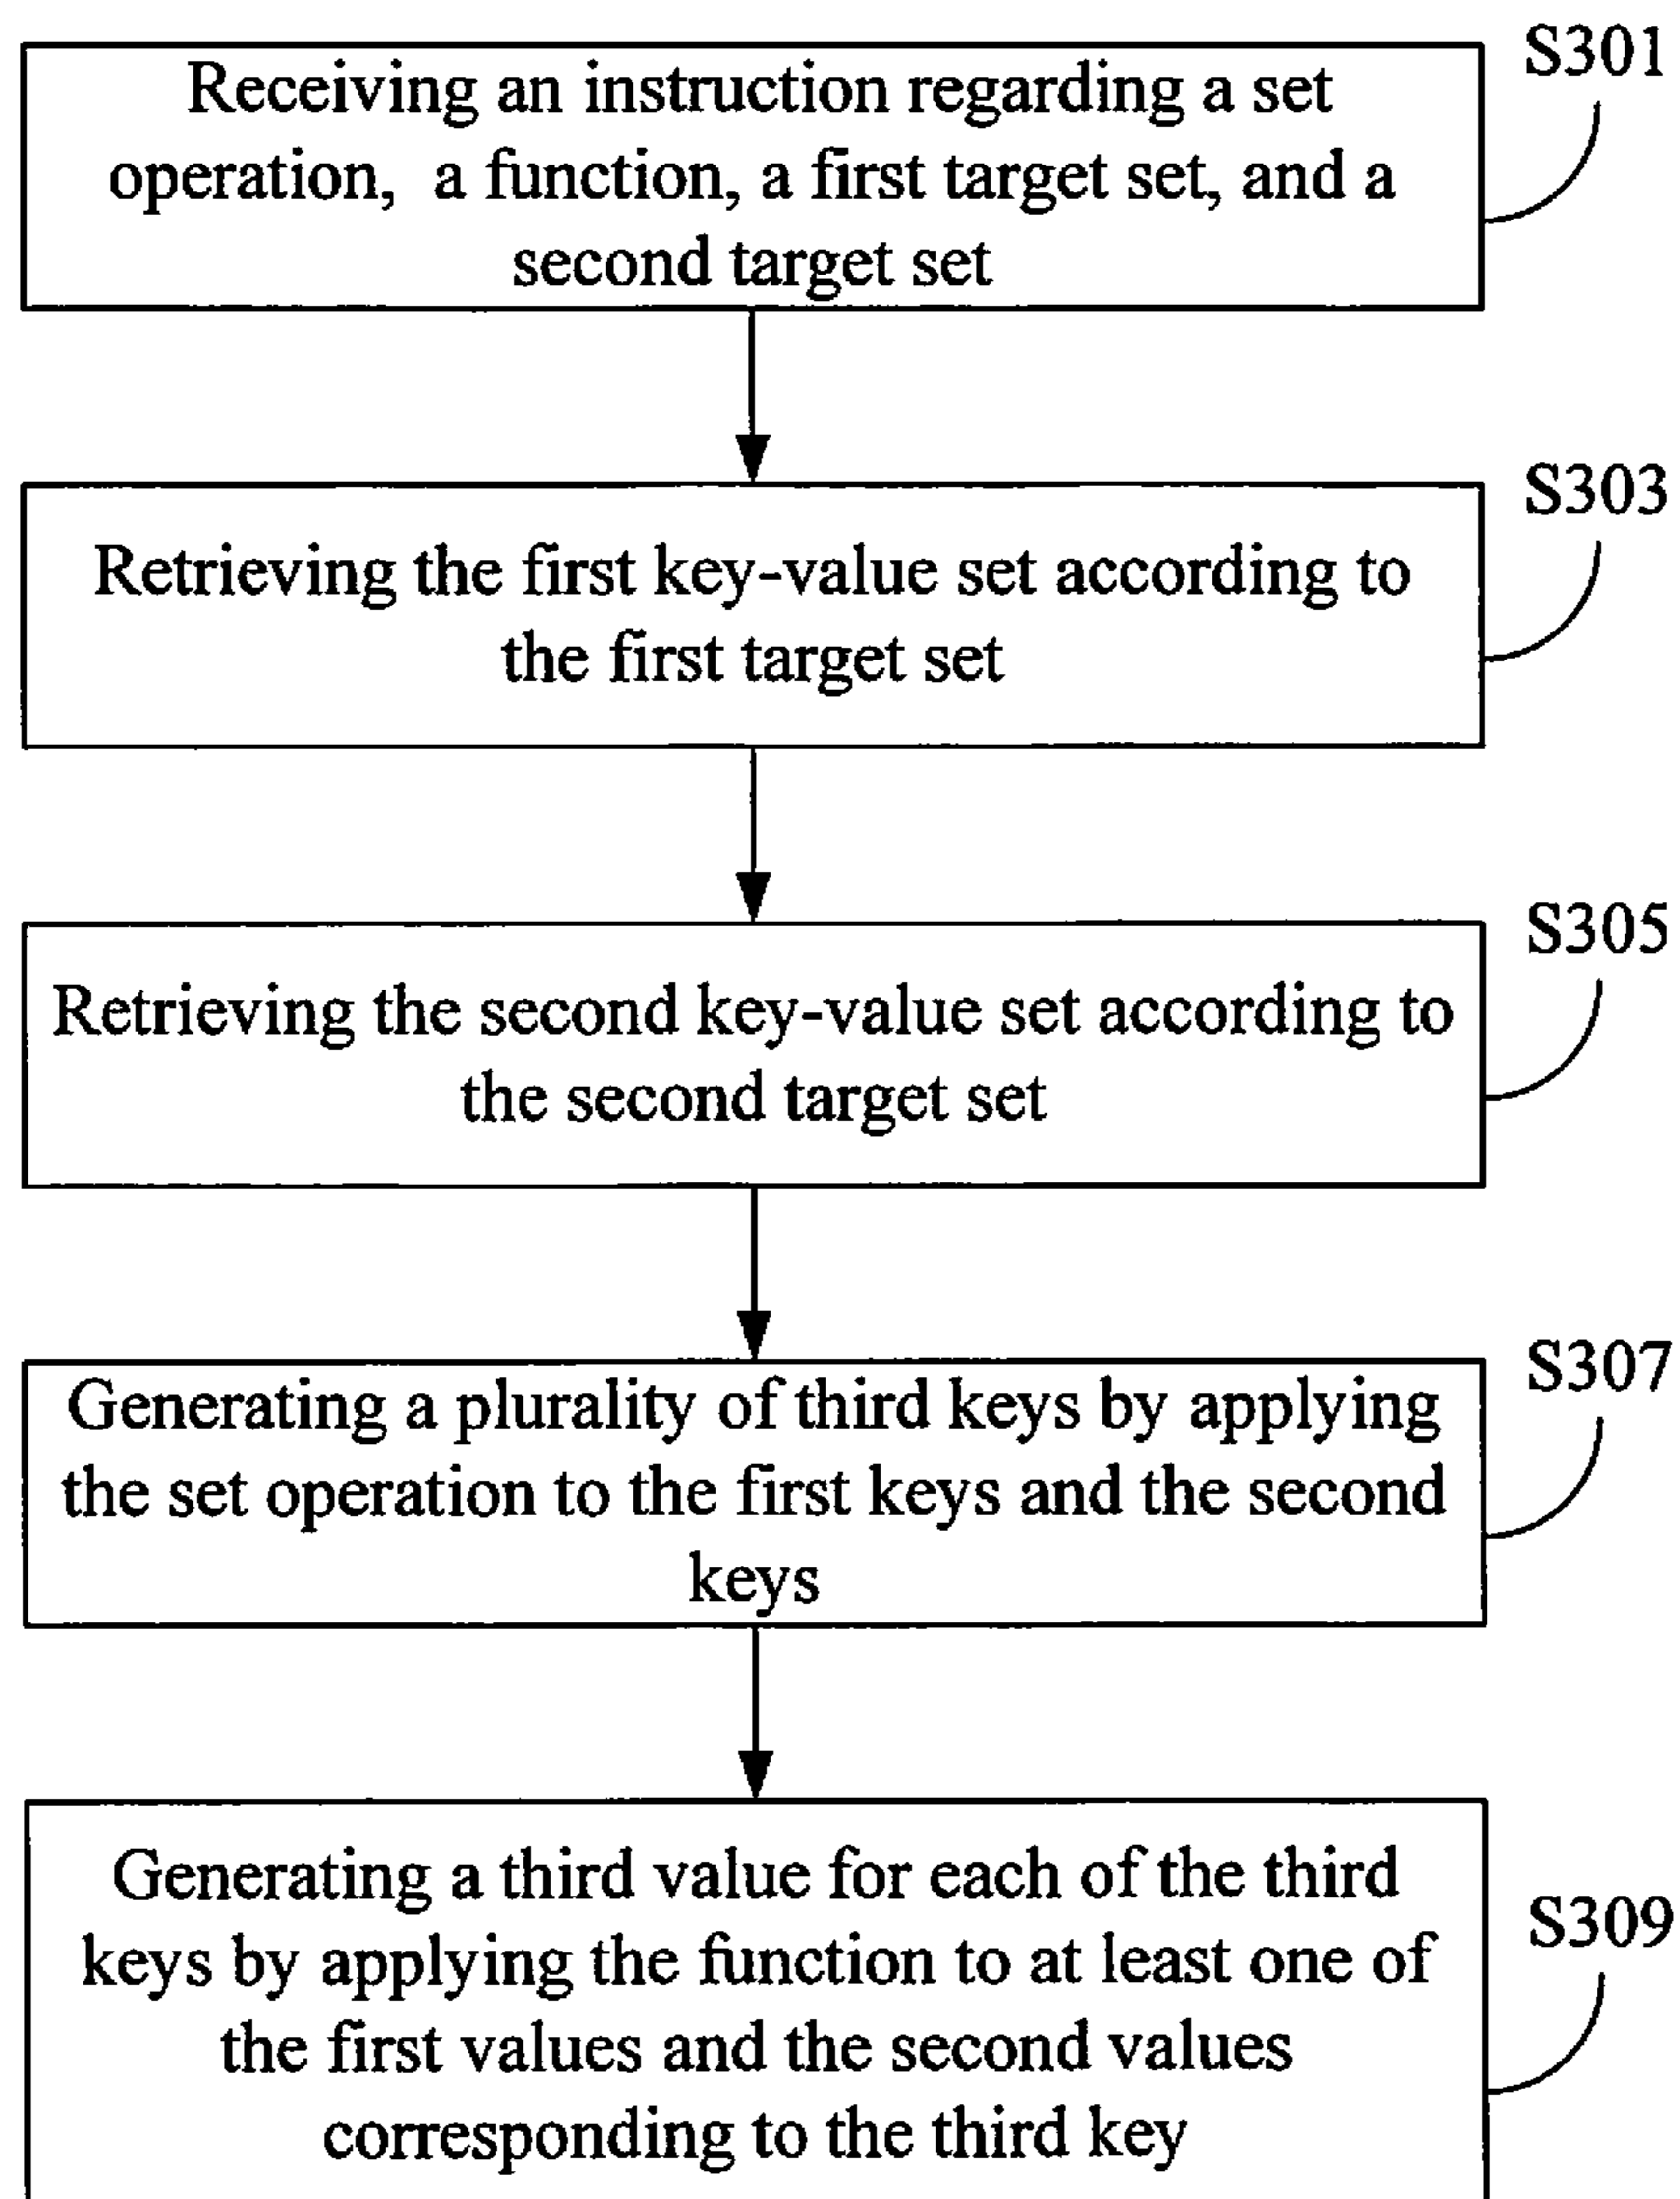 S301
Receiving an instruction regarding a set
operation, a function, a first target set, and a
second target set
S303
Retrieving the first key-value set according to
the first target set
S305
Retrieving the second key-value set according to
the second target set
S307
Generating a plurality of third keys by applying
the set operation to the first keys and the second
keys
S309
Generating a third value for each of the third
keys by applying the function to at least one of
the first values and the second values
corresponding to the third key